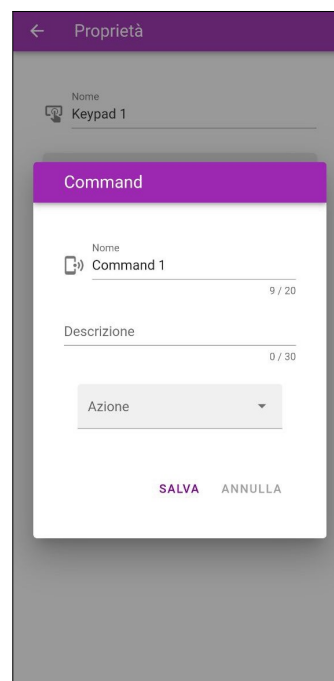 Proprietà
Nome
Keypad 1
Command
Nome
Command 1
9 / 20
Descrizione
0 / 30
Azione
SALVA ANNULLA